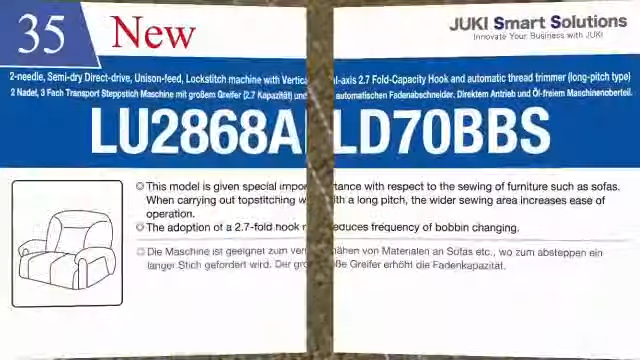 35
New
JUKI Smart Solutions
Innovate Your Business with JUKI
2-needle, Semi-dry Direct-drive, Unison-feed, Lockstitch machine with Vertical-axis 2.7 Fold-Capacity Hook and automatic thread trimmer (long-pitch type)
2 Nadel, 3 Fach Transport Steppstich Maschine mit großem Greifer (2.7 Kapazität) und automatischen Fadenabschneider. Direktem Antrieb und Öl-freiem Maschinenoberteil.
LU2868A LD70BBS
◎ This model is given special importance with respect to the sewing of furniture such as sofas.
When carrying out topstitching with a long pitch, the wider sewing area increases ease of
operation.
◎ The adoption of a 2.7-fold hook reduces frequency of bobbin changing.
◎ Die Maschine ist geeignet zum vernähen von Materialen an Sofas etc., wo zum absteppen ein
langer Stich gefordert wird. Der große Greifer erhöht die Fadenkapazität.